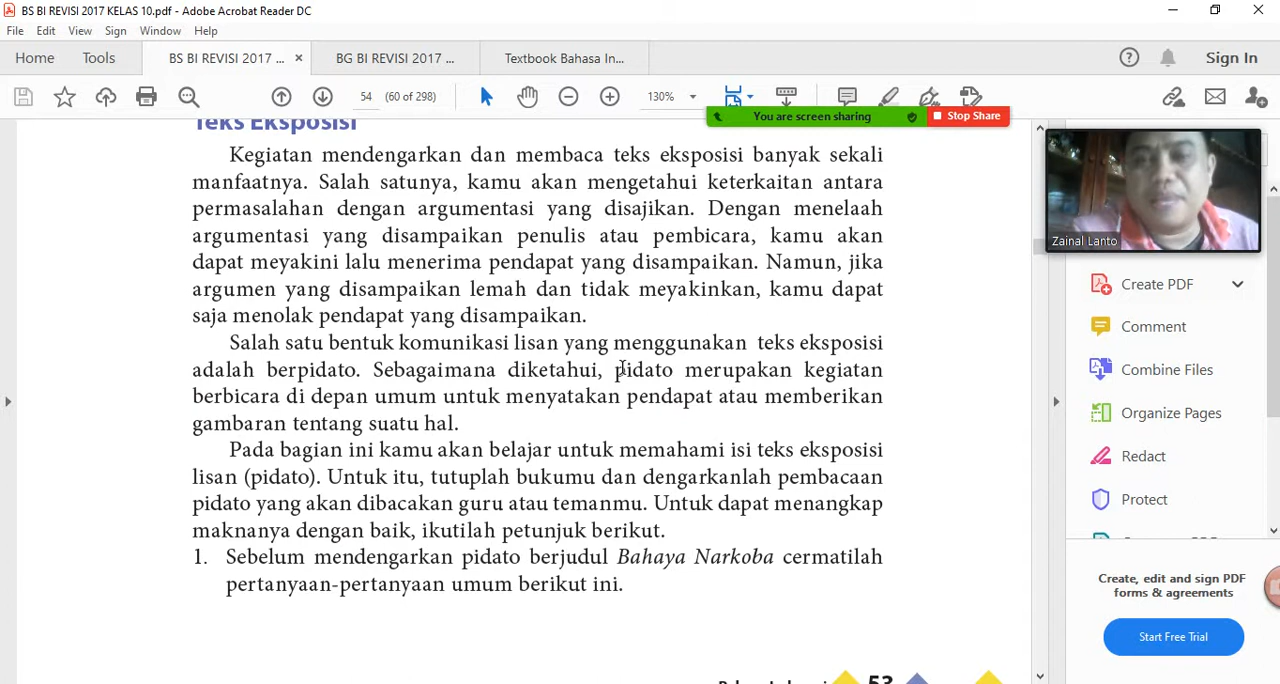 BS BI REVISI 2017 KELAS 10.pdf - Adobe Acrobat Reader DC
File Edit View Sign Window Help
Home Tools BS BI REVISI 2017 ... × BG BI REVISI 2017 ... Textbook Bahasa In... Sign In
54 (60 of 298) 130%
You are screen sharing Stop Share
Teks Eksposisi
Kegiatan mendengarkan dan membaca teks eksposisi banyak sekali
manfaatnya. Salah satunya, kamu akan mengetahui keterkaitan antara
permasalahan dengan argumentasi yang disajikan. Dengan menelaah
argumentasi yang disampaikan penulis atau pembicara, kamu akan
dapat meyakini lalu menerima pendapat yang disampaikan. Namun, jika
argumen yang disampaikan lemah dan tidak meyakinkan, kamu dapat
saja menolak pendapat yang disampaikan.
Salah satu bentuk komunikasi lisan yang menggunakan teks eksposisi
adalah berpidato. Sebagaimana diketahui, pidato merupakan kegiatan
berbicara di depan umum untuk menyatakan pendapat atau memberikan
gambaran tentang suatu hal.
Pada bagian ini kamu akan belajar untuk memahami isi teks eksposisi
lisan (pidato). Untuk itu, tutuplah bukumu dan dengarkanlah pembacaan
pidato yang akan dibacakan guru atau temanmu. Untuk dapat menangkap
maknanya dengan baik, ikutilah petunjuk berikut.
1. Sebelum mendengarkan pidato berjudul Bahaya Narkoba cermatilah
pertanyaan-pertanyaan umum berikut ini.
53
Zainal Lanto
Create PDF
Comment
Combine Files
Organize Pages
Redact
Protect
Create, edit and sign PDF
forms & agreements
Start Free Trial